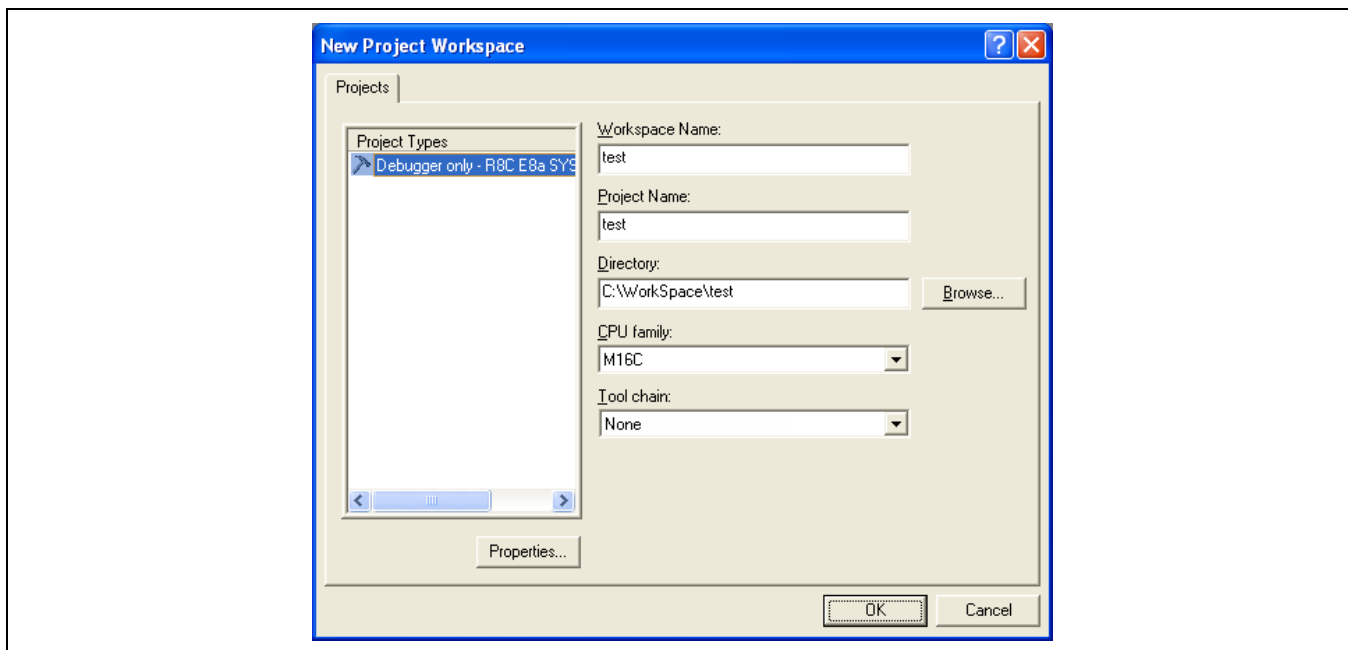 New Project Workspace
Projects
Project Types
Debugger only - R8C E8a SYS
Workspace Name:
test
Project Name:
test
Directory:
C:\WorkSpace\test
Browse...
CPU family:
M16C
Tool chain:
None
Properties...
OK
Cancel